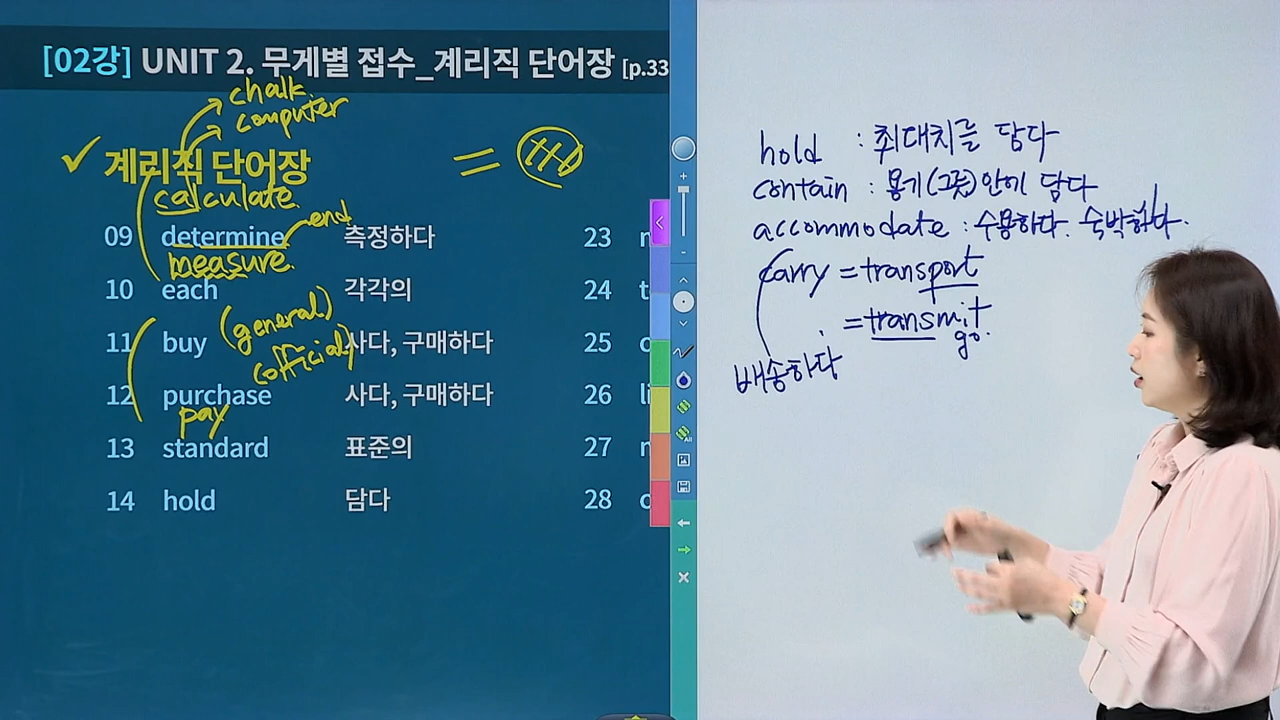 [02강] UNIT 2. 무게별 접수_계리직 단어장 [p.33
chalk.
computer
✓ 계리직 단어장 =
calculate.
end
09 determine 측정하다 23
measure.
10 each 각각의 24 t
(general)
11 buy 사다, 구매하다 25
(official)
12 purchase 사다, 구매하다 26 li
pay
13 standard 표준의 27
14 hold 담다 28
All
hold : 최대치를 담다
contain : 용기(그릇)안에 담다
accommodate : 수용하다. 숙박하다.
carry = transport
= transmit
go.
배송하다